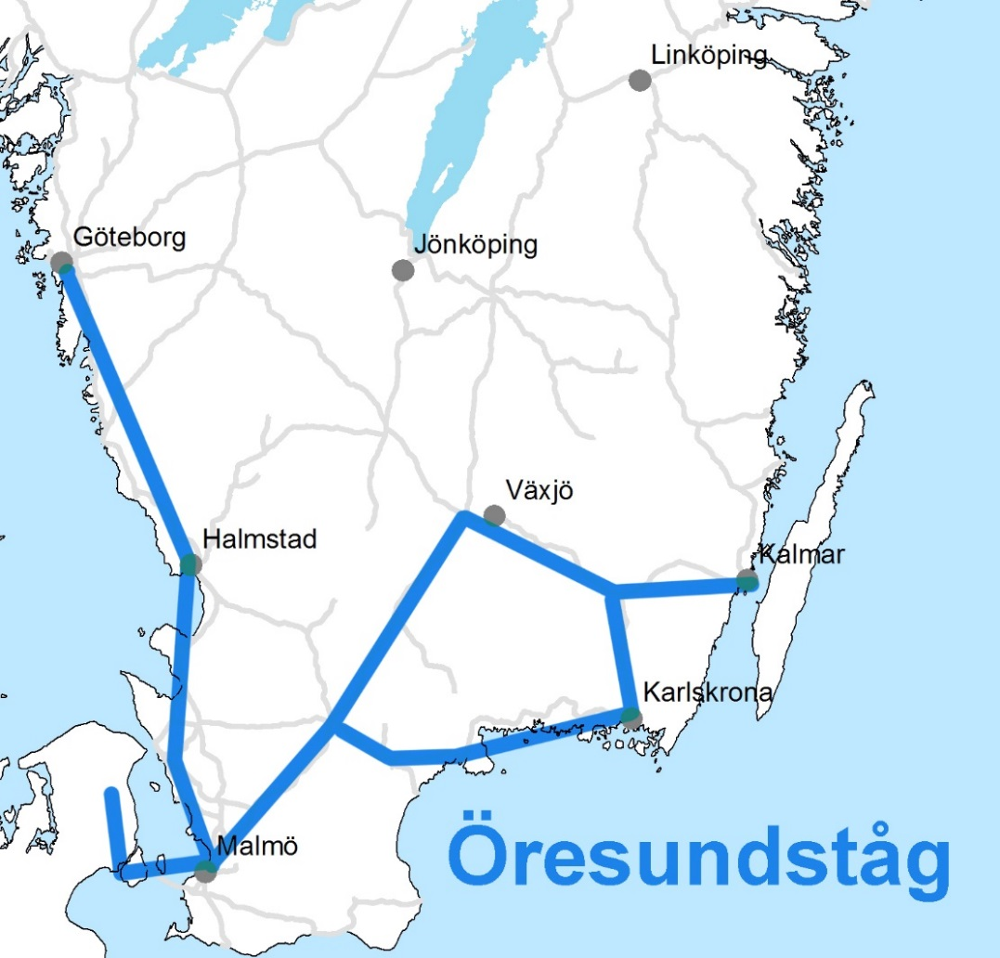 Linköping
Göteborg
Jönköping
Växjö
Halmstad
Kalmar
Karlskrona
Malmö
Öresundståg